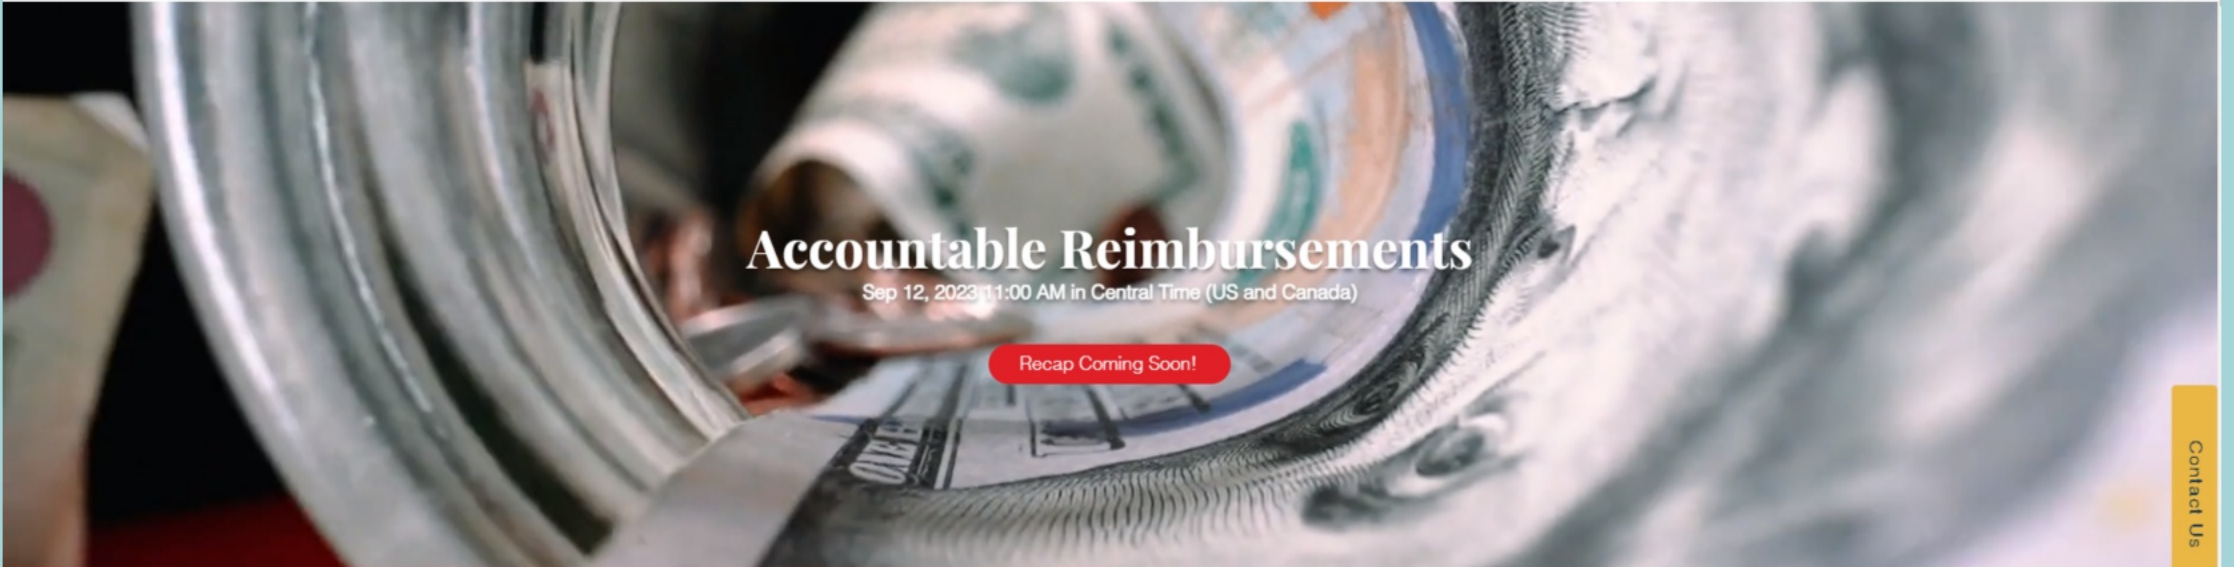 Accountable Reimbursements
Sep 12, 2023 11:00 AM in Central Time (US and Canada)
Recap Coming Soon!
Contact Us